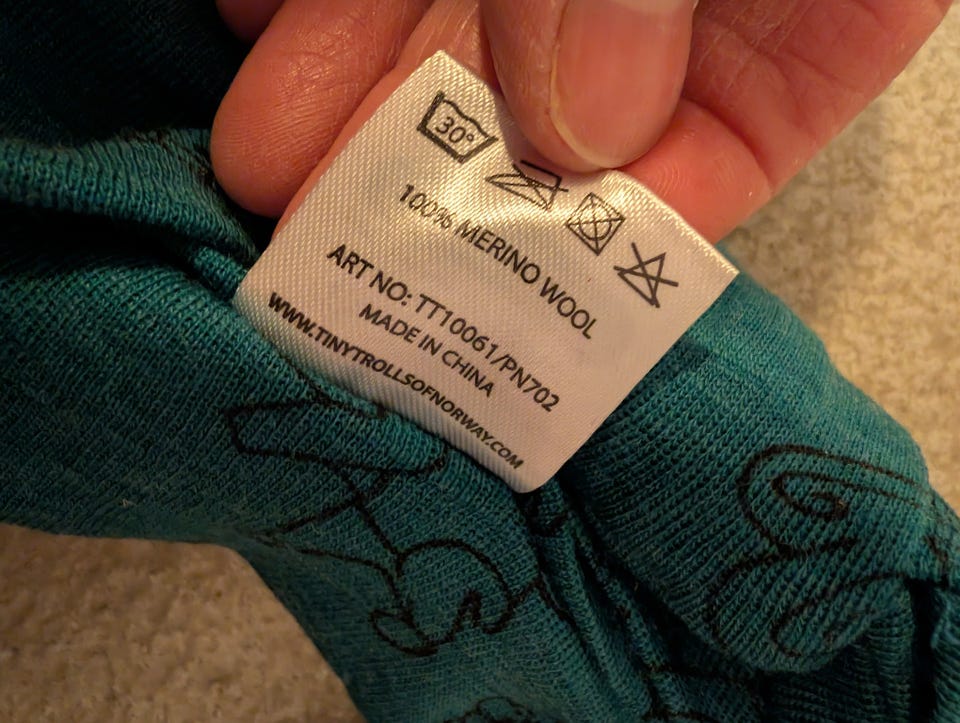 30°
100% MERINO WOOL
ART NO: TT10061/PN702
MADE IN CHINA
WWW.TINYTROLLSOFNORWAY.COM